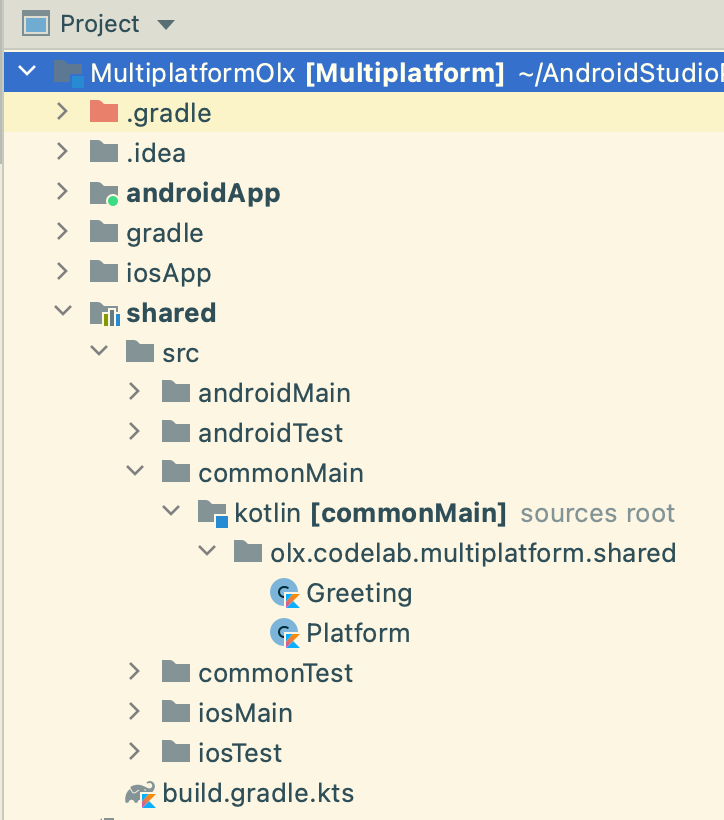 Project
MultiplatformOlx [Multiplatform] ~/AndroidStudio
.gradle
.idea
androidApp
gradle
iosApp
shared
src
androidMain
androidTest
commonMain
kotlin [commonMain] sources root
olx.codelab.multiplatform.shared
Greeting
Platform
commonTest
iosMain
iosTest
build.gradle.kts